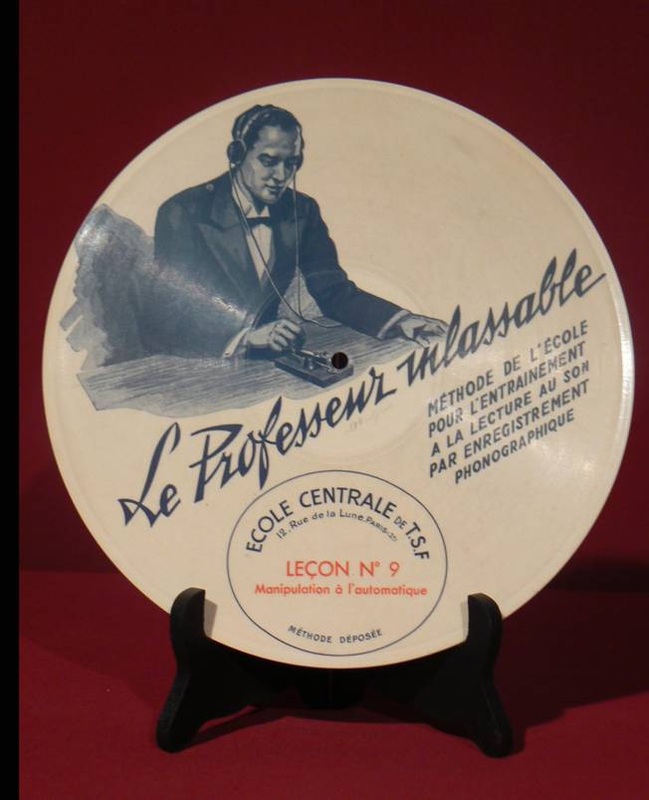 Le Professeur inlassable
MÉTHODE DE L'ÉCOLE
POUR L'ENTRAINEMENT
A LA LECTURE AU SON
PAR ENREGISTREMENT
PHONOGRAPHIQUE
ECOLE CENTRALE DE T.S.F
12, Rue de la Lune, PARIS-2e
LEÇON N° 9
Manipulation à l'automatique
MÉTHODE DÉPOSÉE